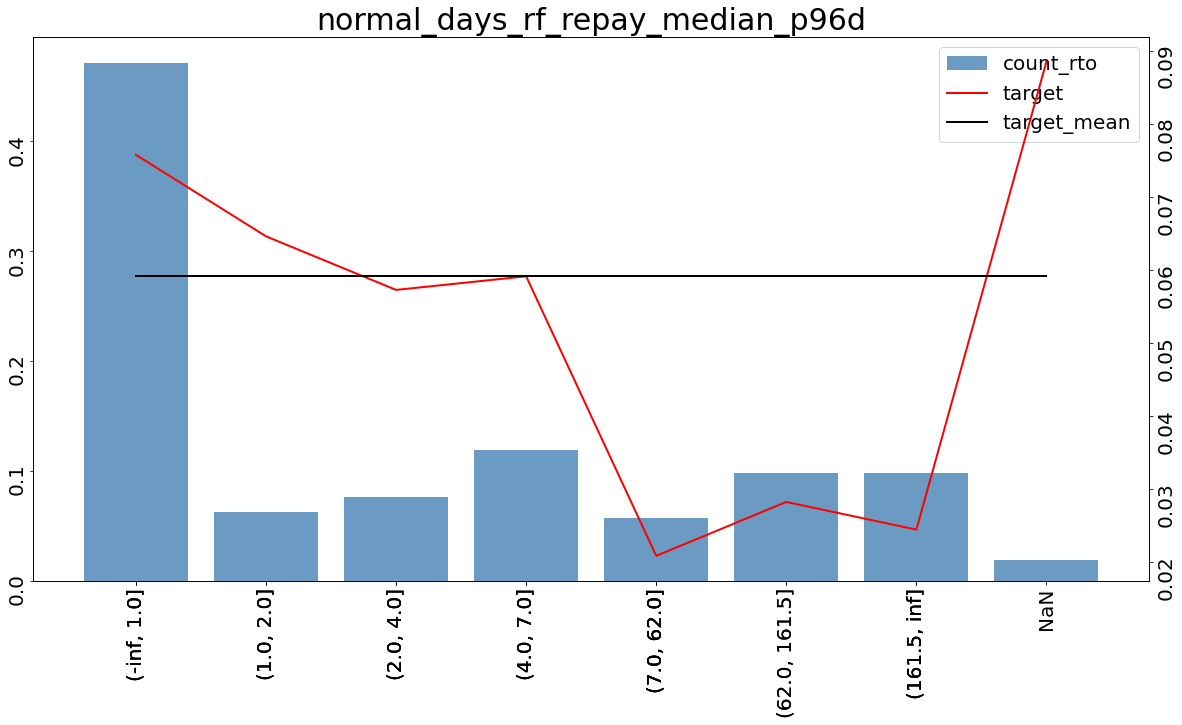 normal_days_rf_repay_median_p96d
count_rto
target
target_mean
0.4
0.3
0.2
0.1
0.0
0.09
0.08
0.07
0.06
0.05
0.04
0.03
0.02
(-inf, 1.0]
(1.0, 2.0]
(2.0, 4.0]
(4.0, 7.0]
(7.0, 62.0]
(62.0, 161.5]
(161.5, inf]
NaN